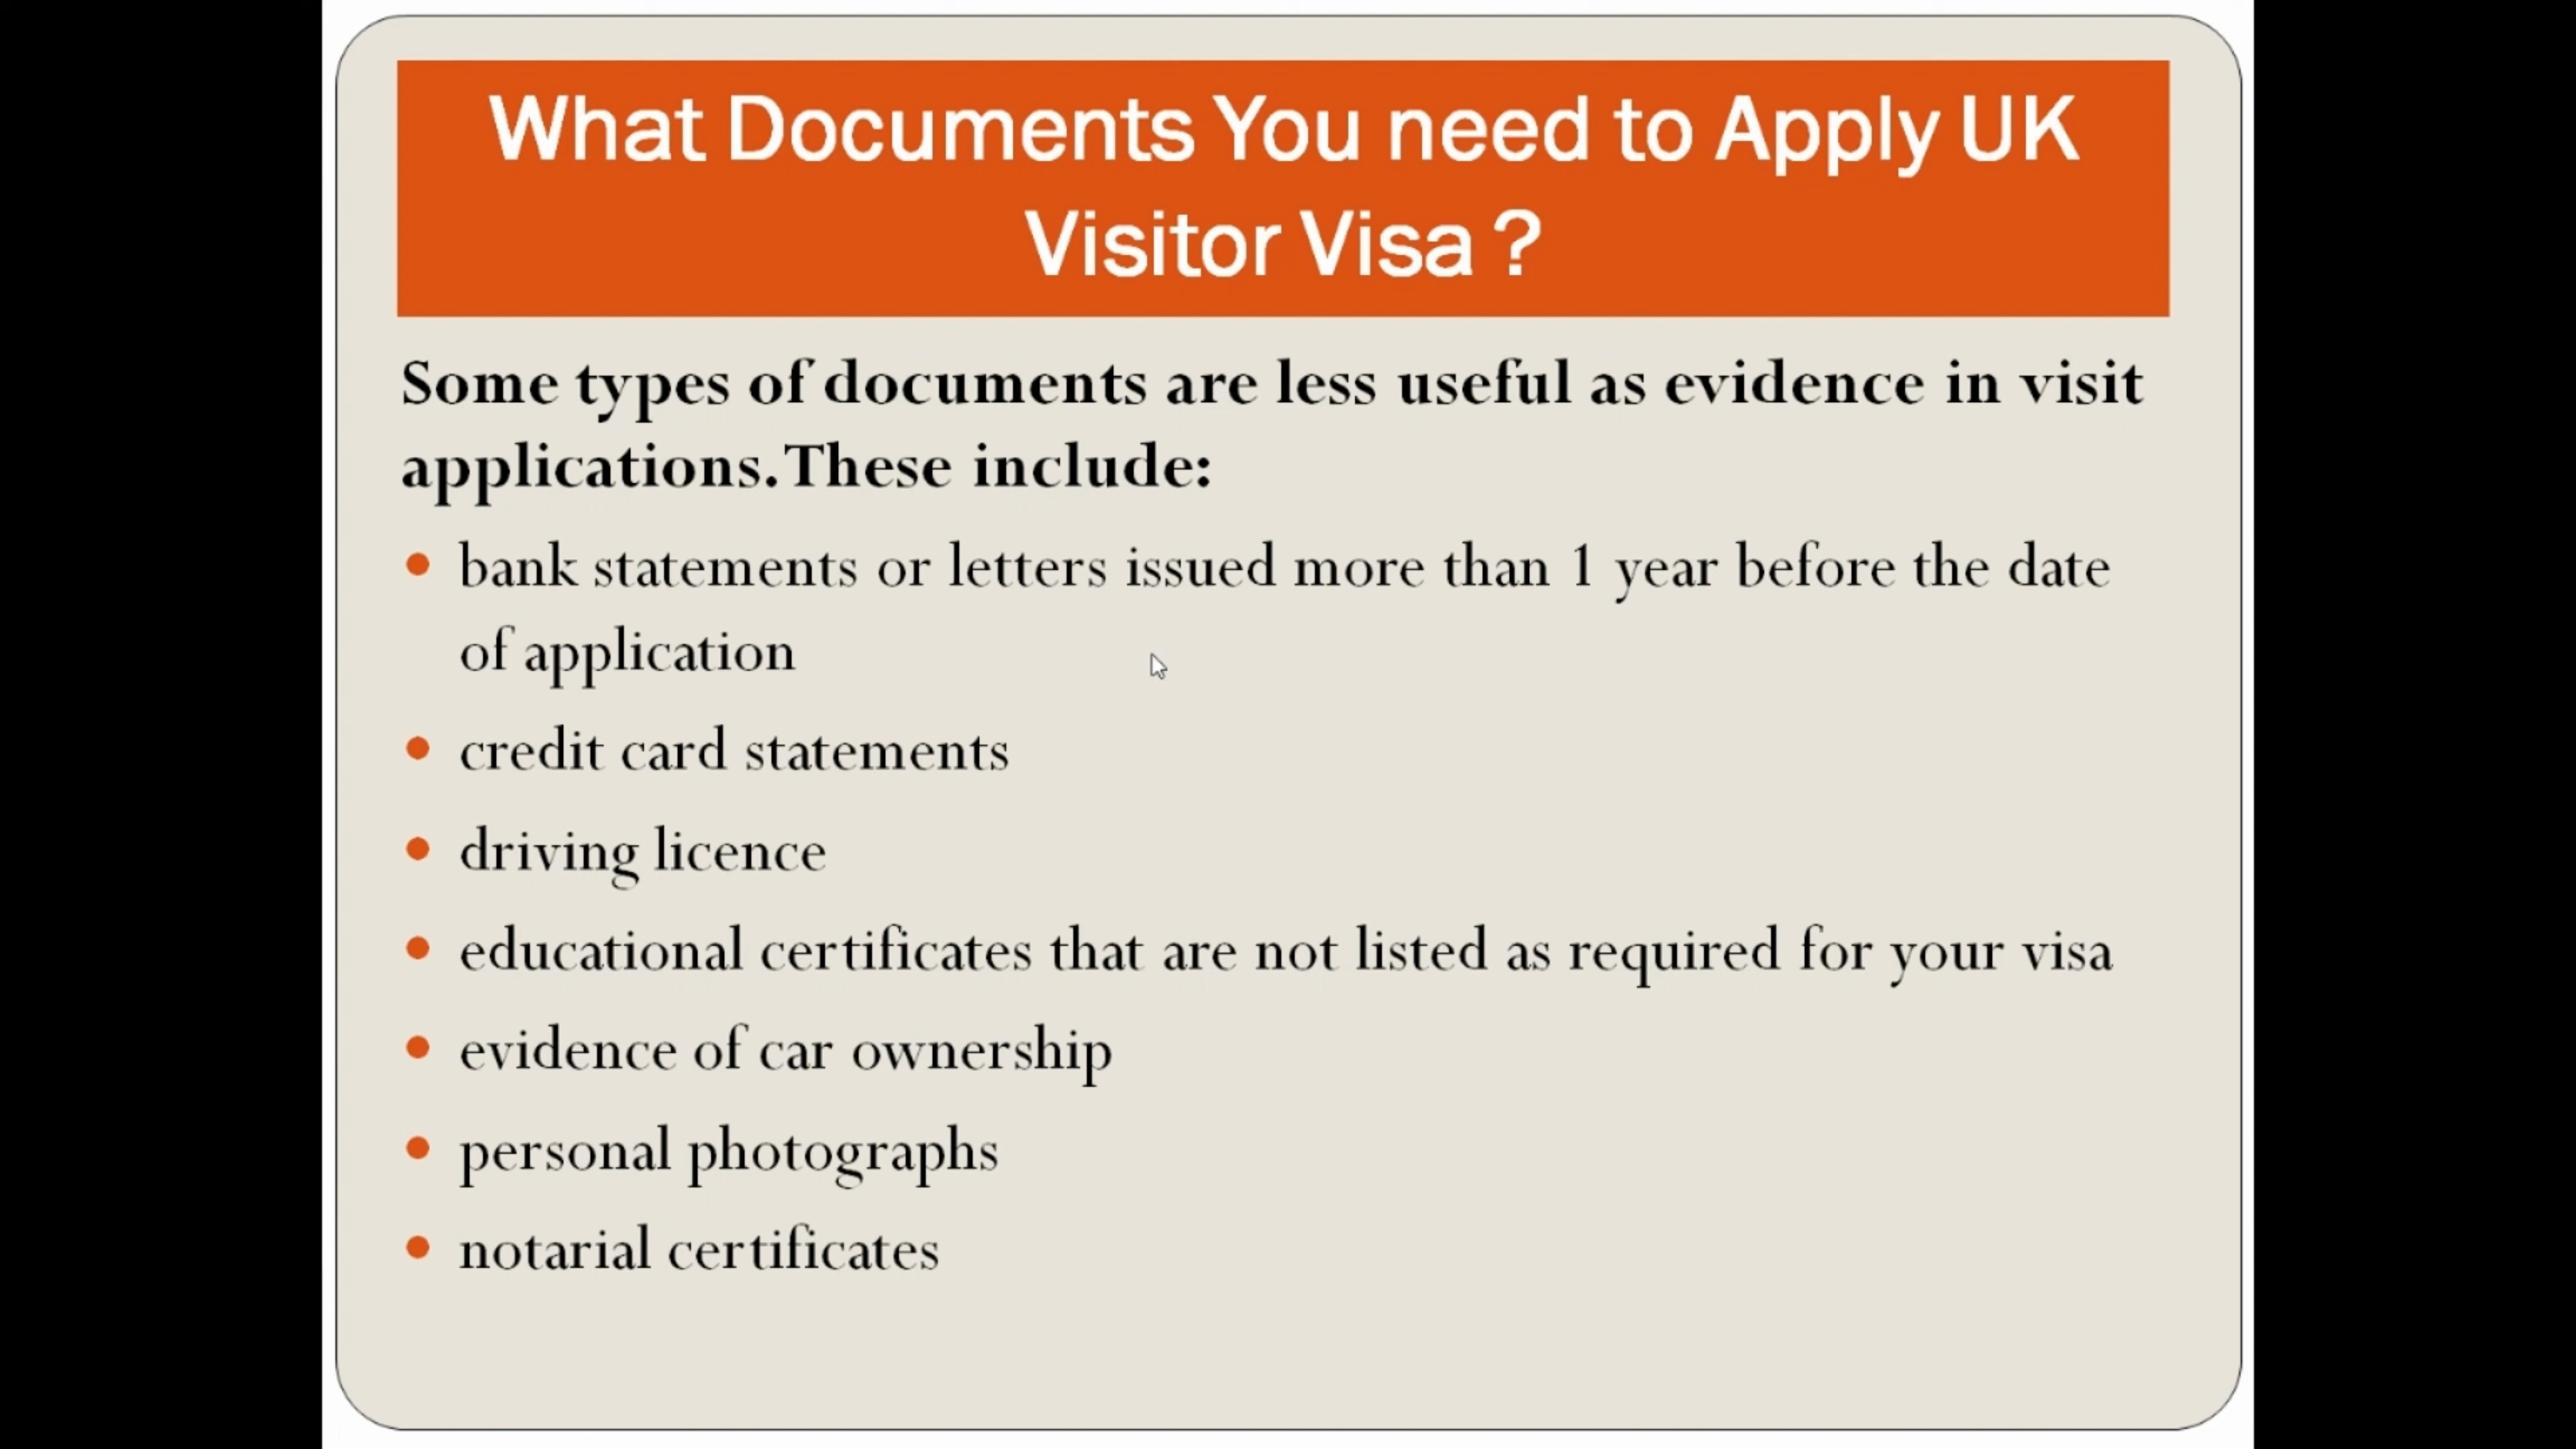 What Documents You need to Apply UK
Visitor Visa ?
Some types of documents are less useful as evidence in visit
applications. These include:
• bank statements or letters issued more than 1 year before the date
of application
• credit card statements
• driving licence
• educational certificates that are not listed as required for your visa
• evidence of car ownership
• personal photographs
• notarial certificates